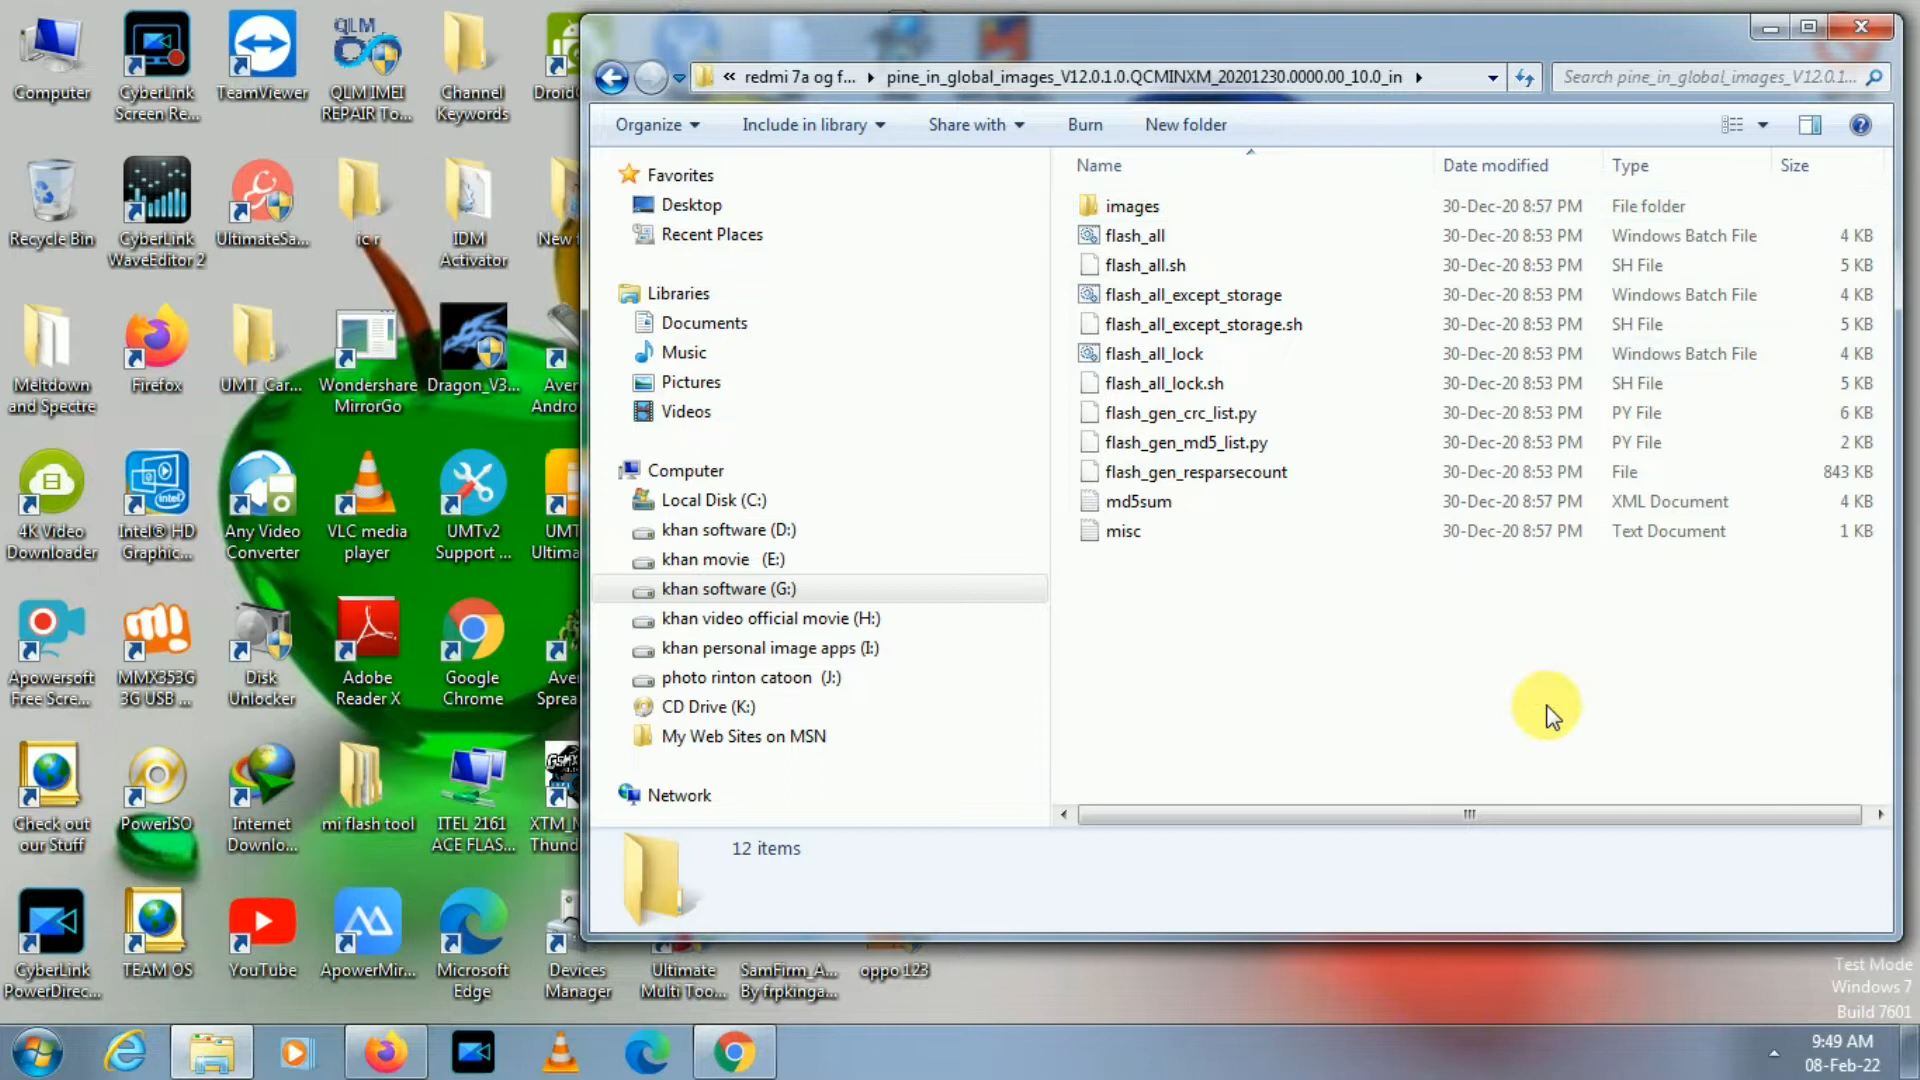 Computer
CyberLink
Screen Re...
TeamViewer
QLM
QLM IMEI
REPAIR To...
Channel
Keywords
Recycle Bin
CyberLink
WaveEditor 2
UltimateSa...
ic r
IDM
Activator
Meltdown
and Spectre
Firefox
UMT_Car...
Wondershare
MirrorGo
Dragon_V3...
4K Video
Downloader
intel
Intel® HD
Graphic...
Any Video
Converter
VLC media
player
UMTv2
Support ...
UMT
Ultima
Apowersoft
Free Scre...
MMX353G
3G USB ...
Disk
Unlocker
Adobe
Reader X
Google
Chrome
Check out
our Stuff
PowerISO
Internet
Downlo...
mi flash tool
ITEL 2161
ACE FLAS...
CyberLink
PowerDirec...
TEAM OS
YouTube
ApowerMir...
Microsoft
Edge
Devices
Manager
Ultimate
Multi Too...
SamFirm_A...
By frpkinga...
oppo 123
« redmi 7a og f... pine_in_global_images_V12.0.1.0.QCMINXM_20201230.0000.00_10.0_in
Search pine_in_global_images_V12.0.1...
Organize Include in library Share with Burn New folder
Favorites
Desktop
Recent Places
Libraries
Documents
Music
Pictures
Videos
Computer
Local Disk (C:)
khan software (D:)
khan movie (E:)
khan software (G:)
khan video official movie (H:)
khan personal image apps (I:)
photo rinton catoon (J:)
CD Drive (K:)
My Web Sites on MSN
Network
Name Date modified Type Size
images 30-Dec-20 8:57 PM File folder
flash_all 30-Dec-20 8:53 PM Windows Batch File 4 KB
flash_all.sh 30-Dec-20 8:53 PM SH File 5 KB
flash_all_except_storage 30-Dec-20 8:53 PM Windows Batch File 4 KB
flash_all_except_storage.sh 30-Dec-20 8:53 PM SH File 5 KB
flash_all_lock 30-Dec-20 8:53 PM Windows Batch File 4 KB
flash_all_lock.sh 30-Dec-20 8:53 PM SH File 5 KB
flash_gen_crc_list.py 30-Dec-20 8:53 PM PY File 6 KB
flash_gen_md5_list.py 30-Dec-20 8:53 PM PY File 2 KB
flash_gen_resparsecount 30-Dec-20 8:53 PM File 843 KB
md5sum 30-Dec-20 8:57 PM XML Document 4 KB
misc 30-Dec-20 8:57 PM Text Document 1 KB
12 items
Test Mode
Windows 7
Build 7601
9:49 AM
08-Feb-22